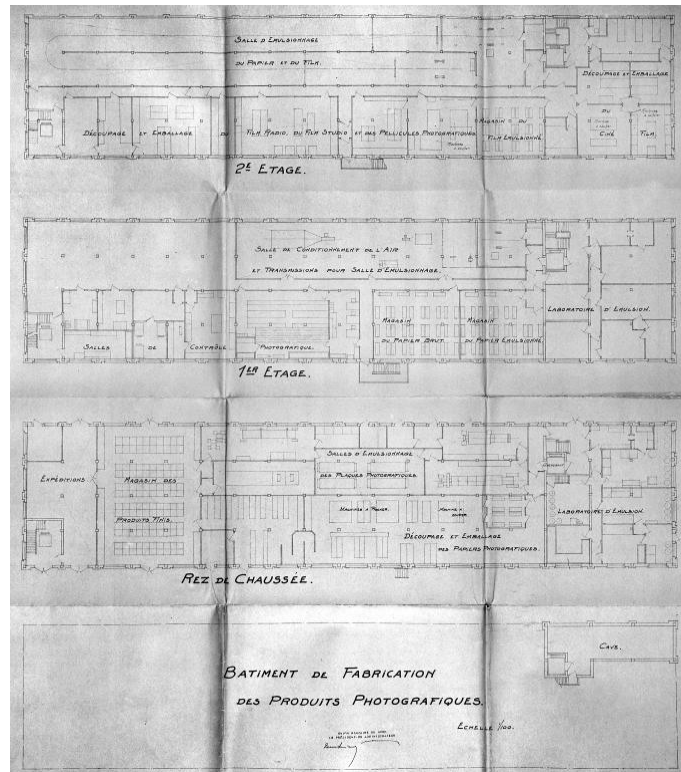 SALLE D'EMULSIONNAGE
DU PAPIER ET DU FILM.
DÉCOUPAGE ET EMBALLAGE
DÉCOUPAGE ET EMBALLAGE DU FILM RADIO, DU FILM STUDIO ET DES PELLICULES PHOTOGRAPHIQUES
MAGASIN DU
FILM EMULSIONNÉ.
DU
CINÉ FILM.
2E ETAGE.
SALLE DE CONDITIONNEMENT DE L'AIR
ET TRANSMISSIONS POUR SALLE D'EMULSIONNAGE.
LABORATOIRE D'EMULSION.
MAGASIN
DU PAPIER BRUT.
MAGASIN
DU PAPIER EMULSIONNÉ.
SALLES DE CONTRÔLE PHOTOGRAPHIQUE.
1ER ETAGE.
SALLES D'EMULSIONNAGE
DES PLAQUES PHOTOGRAPHIQUES.
EXPÉDITIONS
MAGASIN DES
PRODUITS FINIS.
LABORATOIRE D'EMULSION.
DÉCOUPAGE ET EMBALLAGE
DES PAPIERS PHOTOGRAPHIQUES.
REZ DE CHAUSSÉE.
CAVE.
BATIMENT DE FABRICATION
DES PRODUITS PHOTOGRAFIQUES.
ECHELLE 1/100.